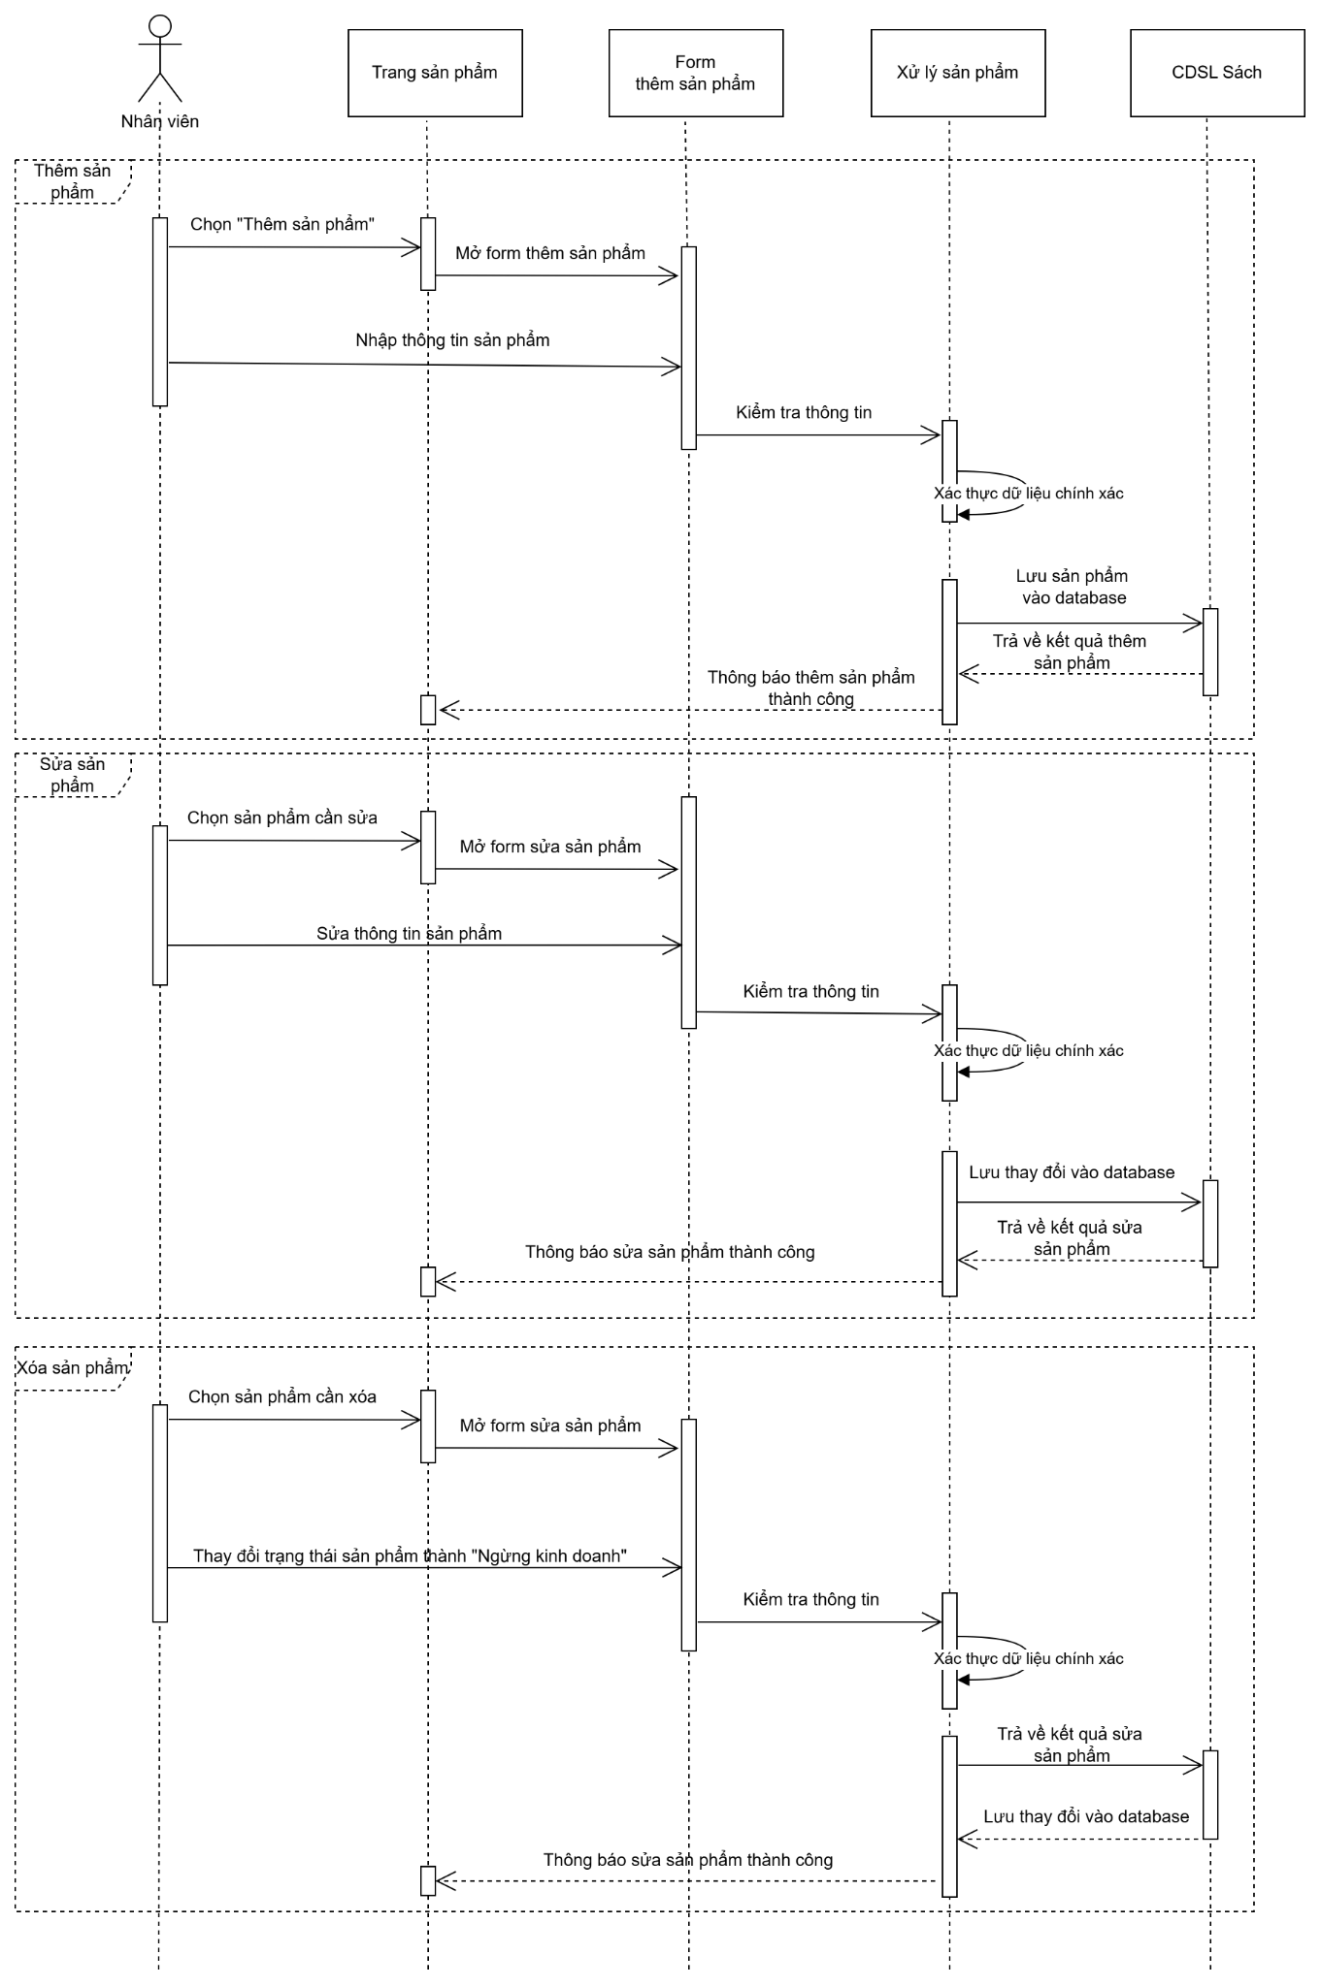 Nhân viên
Trang sản phẩm
Form
thêm sản phẩm
Xử lý sản phẩm
CDSL Sách
Thêm sản
phẩm
Chọn "Thêm sản phẩm"
Mở form thêm sản phẩm
Nhập thông tin sản phẩm
Kiểm tra thông tin
Xác thực dữ liệu chính xác
Lưu sản phẩm
vào database
Trả về kết quả thêm
sản phẩm
Thông báo thêm sản phẩm
thành công
Sửa sản
phẩm
Chọn sản phẩm cần sửa
Mở form sửa sản phẩm
Sửa thông tin sản phẩm
Kiểm tra thông tin
Xác thực dữ liệu chính xác
Lưu thay đổi vào database
Trả về kết quả sửa
sản phẩm
Thông báo sửa sản phẩm thành công
Xóa sản phẩm
Chọn sản phẩm cần xóa
Mở form sửa sản phẩm
Thay đổi trạng thái sản phẩm thành "Ngừng kinh doanh"
Kiểm tra thông tin
Xác thực dữ liệu chính xác
Trả về kết quả sửa
sản phẩm
Lưu thay đổi vào database
Thông báo sửa sản phẩm thành công